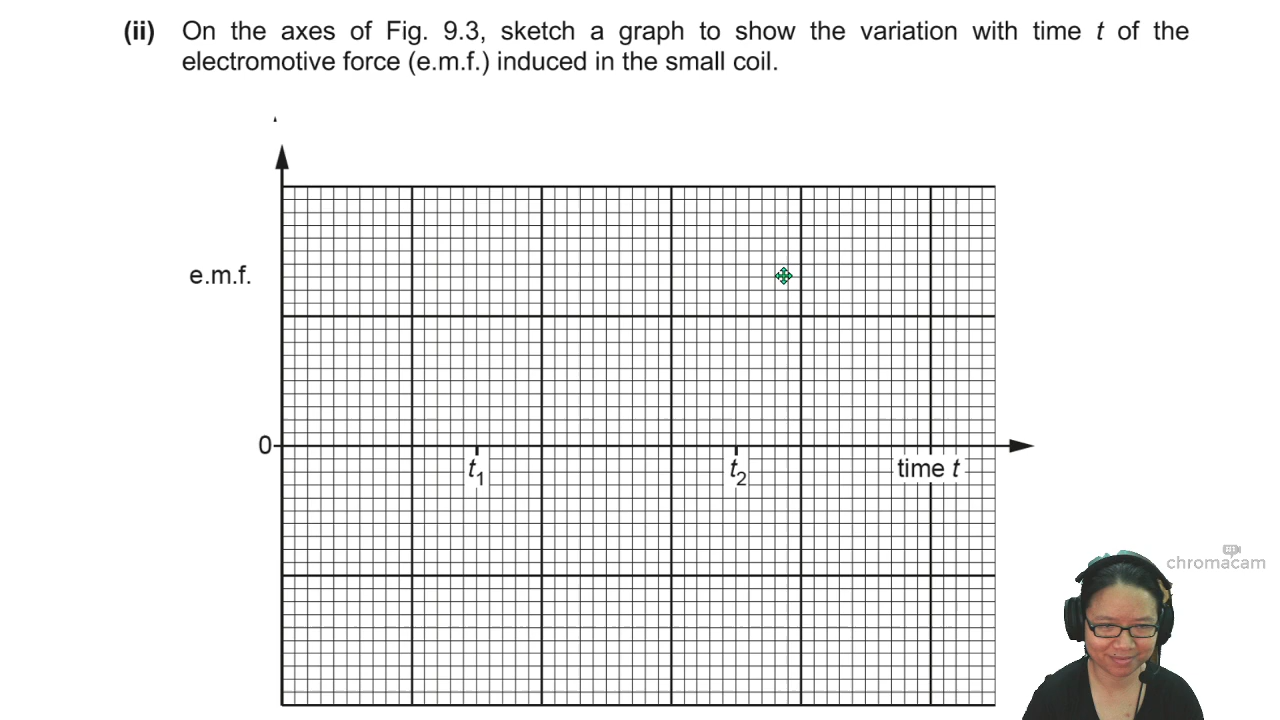 (ii) On the axes of Fig. 9.3, sketch a graph to show the variation with time t of the
electromotive force (e.m.f.) induced in the small coil.
e.m.f.
0
t1
t2
time t
chromacam